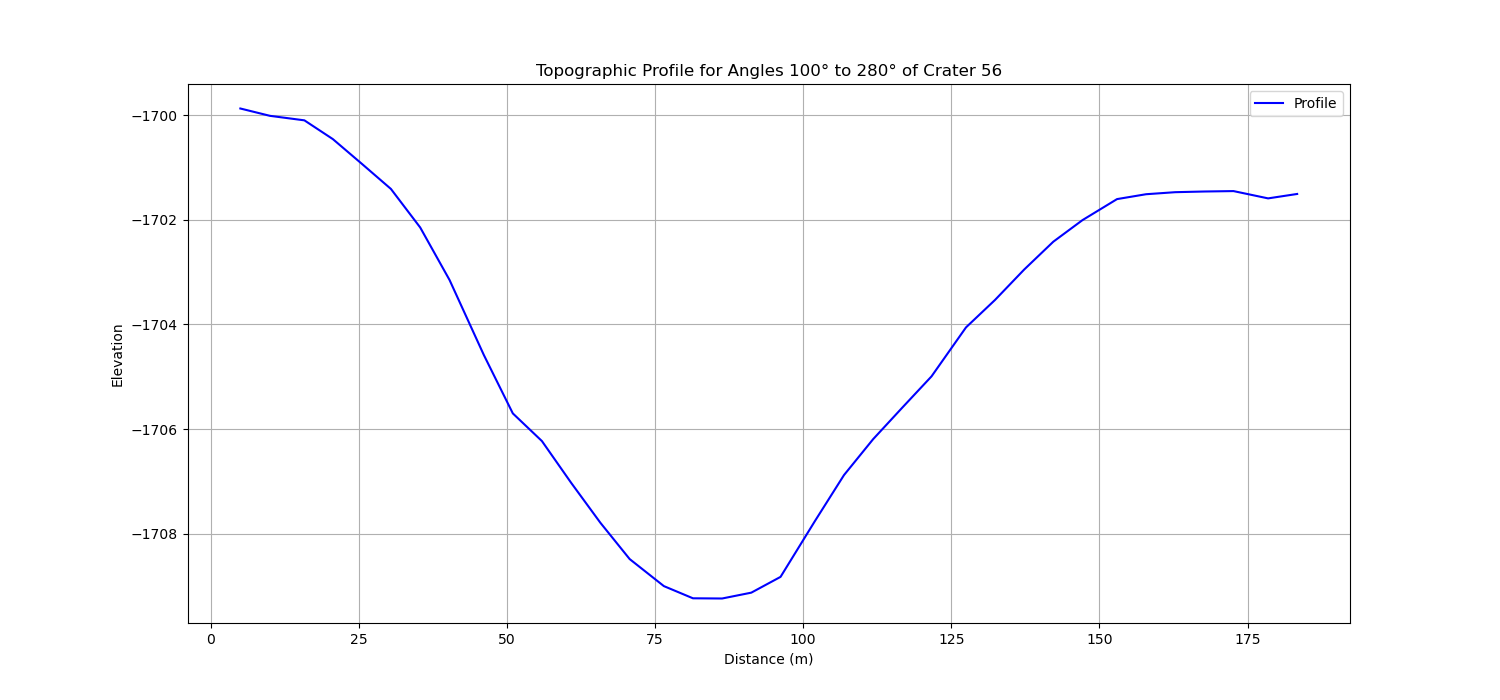 Topographic Profile for Angles 100° to 280° of Crater 56
Profile
−1700
−1702
−1704
−1706
−1708
Elevation
0 25 50 75 100 125 150 175
Distance (m)